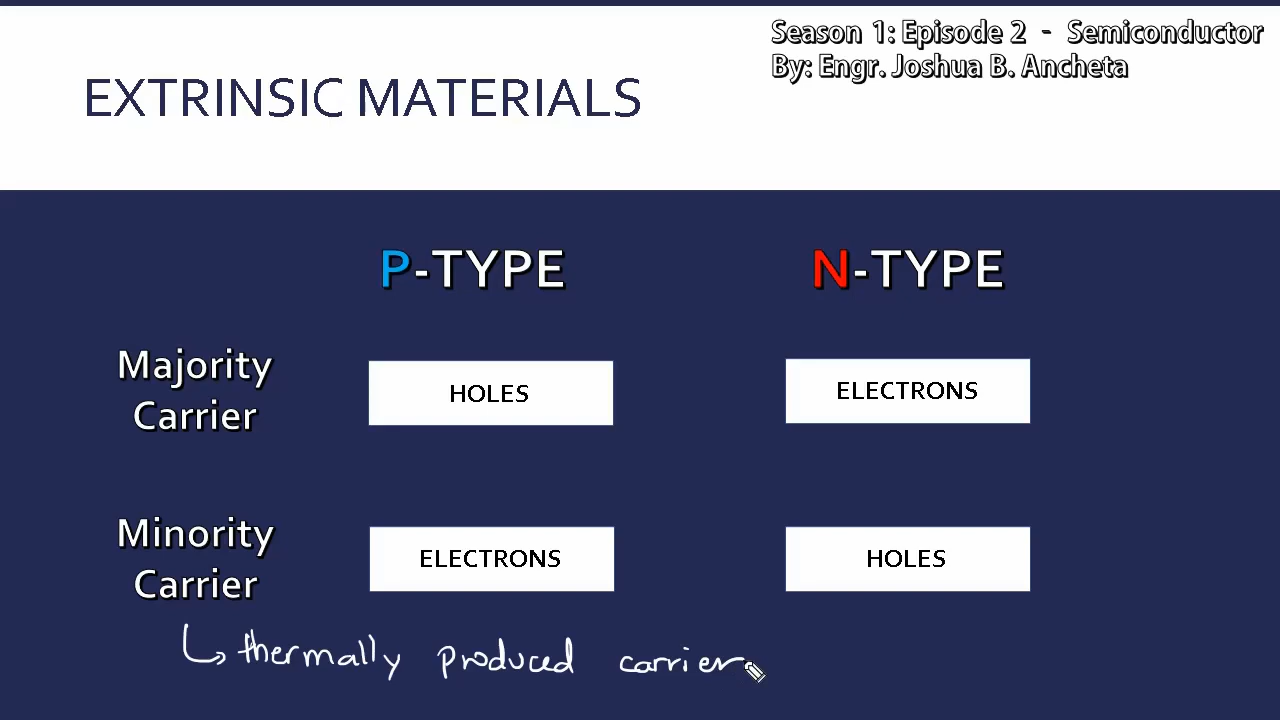 Season 1: Episode 2 - Semiconductor
By: Engr. Joshua B. Ancheta
EXTRINSIC MATERIALS
P-TYPE N-TYPE
Majority
Carrier
HOLES ELECTRONS
Minority
Carrier
ELECTRONS HOLES
thermally produced carrier